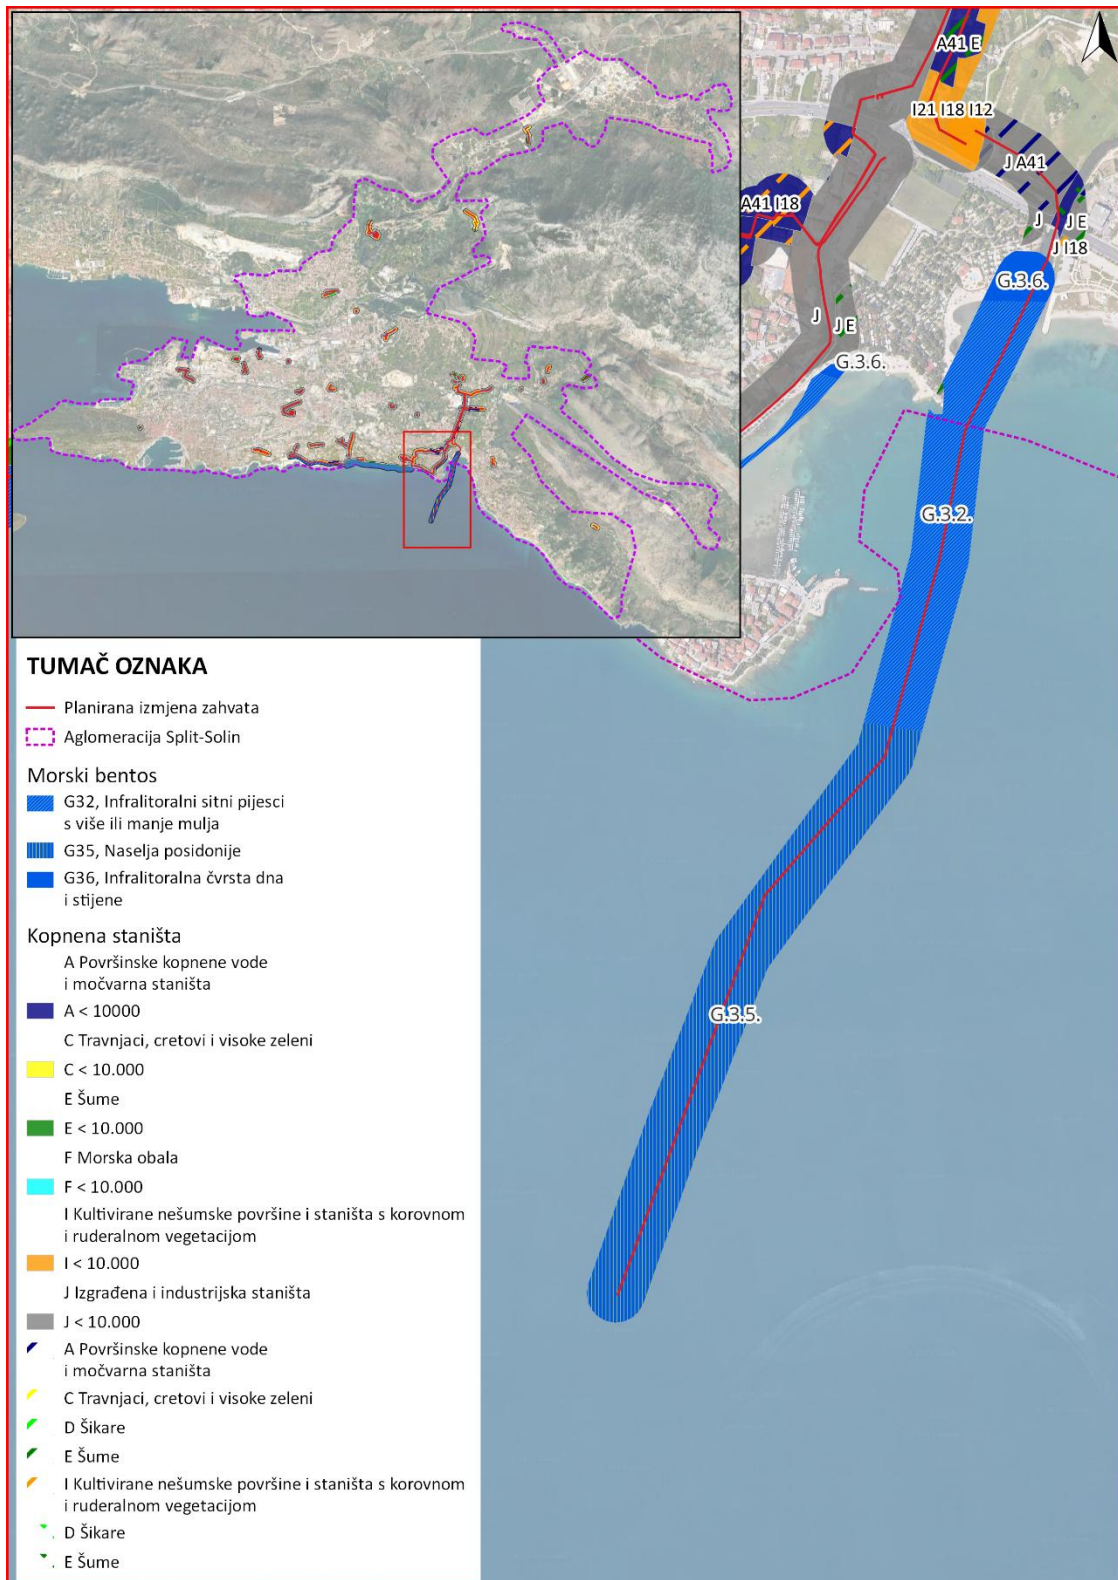 A41 E
I21 I18 I12
J A41
A41 I18
J
J E
J I18
G.3.6.
J
J E
G.3.6.
G.3.2.
G.3.5.
TUMAČ OZNAKA
Planirana izmjena zahvata
Aglomeracija Split-Solin
Morski bentos
G32, Infralitoralni sitni pijesci
s više ili manje mulja
G35, Naselja posidonije
G36, Infralitoralna čvrsta dna
i stijene
Kopnena staništa
A Površinske kopnene vode
i močvarna staništa
A < 10000
C Travnjaci, cretovi i visoke zeleni
C < 10.000
E Šume
E < 10.000
F Morska obala
F < 10.000
I Kultivirane nešumske površine i staništa s korovnom
i ruderalnom vegetacijom
I < 10.000
J Izgrađena i industrijska staništa
J < 10.000
A Površinske kopnene vode
i močvarna staništa
C Travnjaci, cretovi i visoke zeleni
D Šikare
E Šume
I Kultivirane nešumske površine i staništa s korovnom
i ruderalnom vegetacijom
D Šikare
E Šume